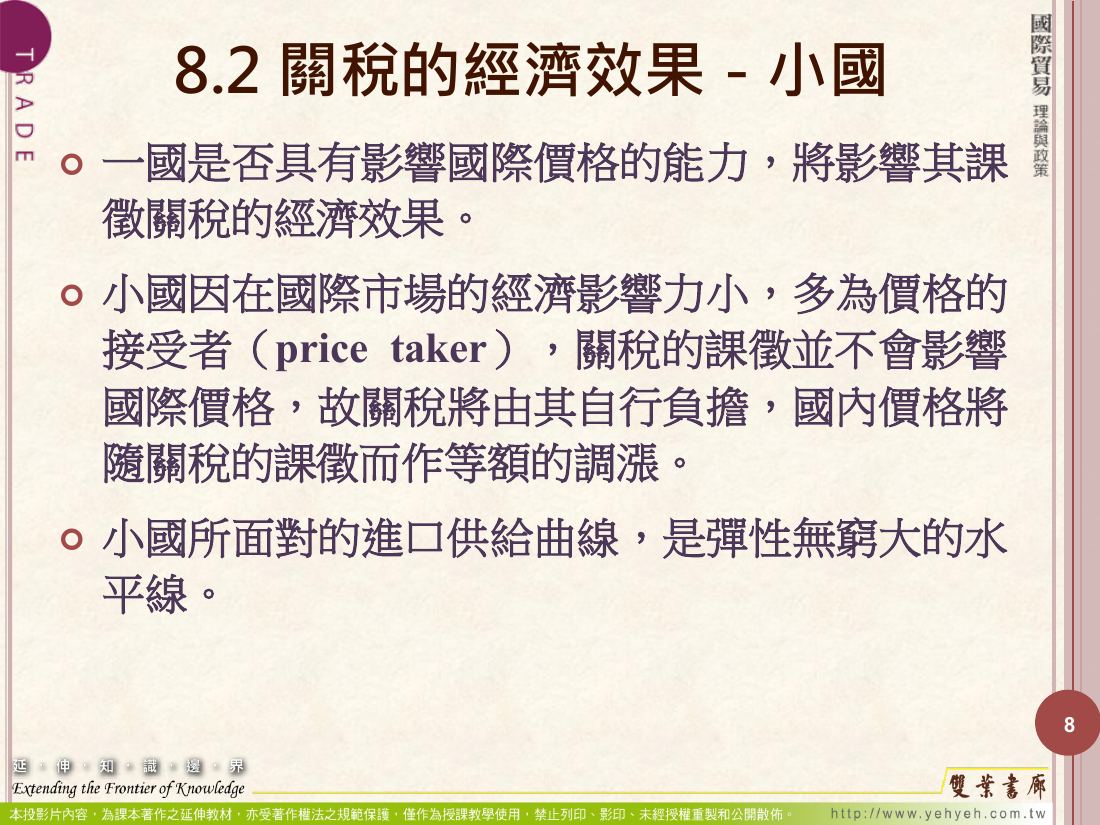 TRADE
8.2 關稅的經濟效果 - 小國
國際貿易 理論與政策
一國是否具有影響國際價格的能力，將影響其課
徵關稅的經濟效果。
小國因在國際市場的經濟影響力小，多為價格的
接受者（price taker），關稅的課徵並不會影響
國際價格，故關稅將由其自行負擔，國內價格將
隨關稅的課徵而作等額的調漲。
小國所面對的進口供給曲線，是彈性無窮大的水
平線。
8
延．伸．知．識．邊．界
Extending the Frontier of Knowledge
雙葉書廊
本投影片內容，為課本著作之延伸教材，亦受著作權法之規範保護，僅作為授課教學使用，禁止列印、影印、未經授權重製和公開散佈。
http://www.yehyeh.com.tw